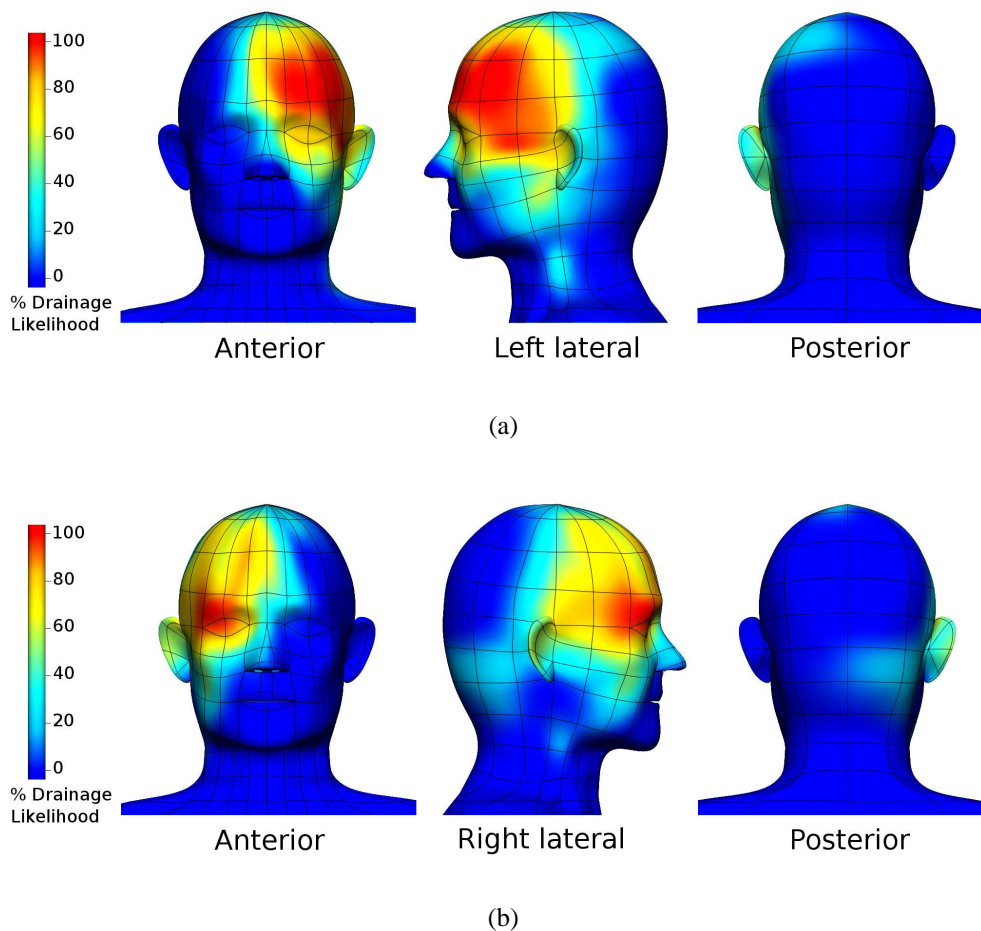 100
80
60
40
20
0
% Drainage
Likelihood
Anterior
Left lateral
Posterior
(a)
100
80
60
40
20
0
% Drainage
Likelihood
Anterior
Right lateral
Posterior
(b)